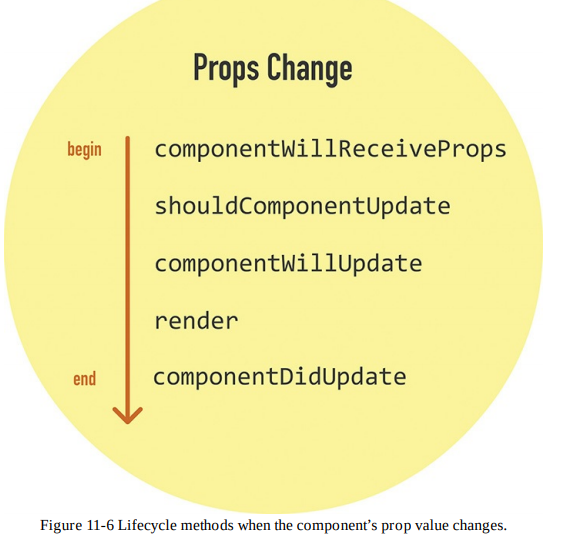 Props Change
begin
componentWillReceiveProps
shouldComponentUpdate
componentWillUpdate
render
end
componentDidUpdate
Figure 11-6 Lifecycle methods when the component’s prop value changes.